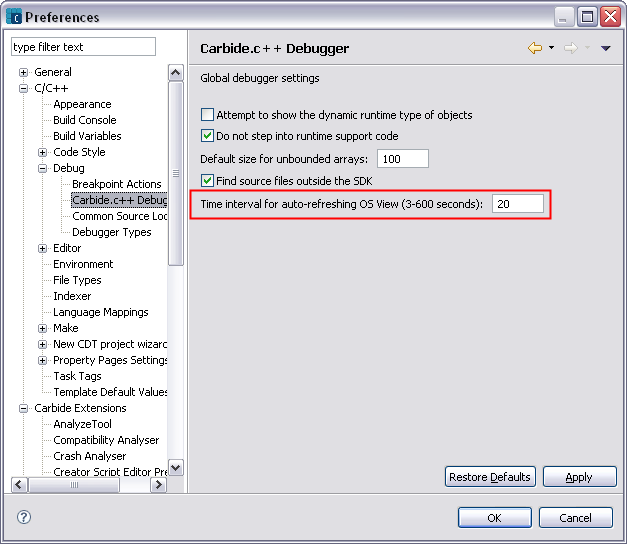 Preferences
type filter text
General
C/C++
Appearance
Build Console
Build Variables
Code Style
Debug
Breakpoint Actions
Carbide.c++ Debug
Common Source Loc
Debugger Types
Editor
Environment
File Types
Indexer
Language Mappings
Make
New CDT project wizard
Property Pages Settings
Task Tags
Template Default Values
Carbide Extensions
AnalyzeTool
Compatibility Analyser
Crash Analyser
Creator Script Editor Pre
Carbide.c++ Debugger
Global debugger settings
Attempt to show the dynamic runtime type of objects
Do not step into runtime support code
Default size for unbounded arrays: 100
Find source files outside the SDK
Time interval for auto-refreshing OS View (3-600 seconds): 20
Restore Defaults Apply
OK Cancel